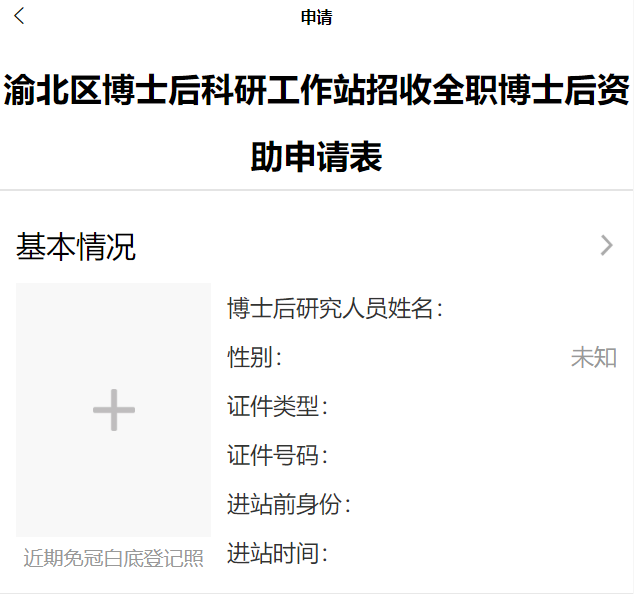 申请
渝北区博士后科研工作站招收全职博士后资
助申请表
基本情况
博士后研究人员姓名：
性别： 未知
证件类型：
证件号码：
进站前身份：
进站时间：
近期免冠白底登记照